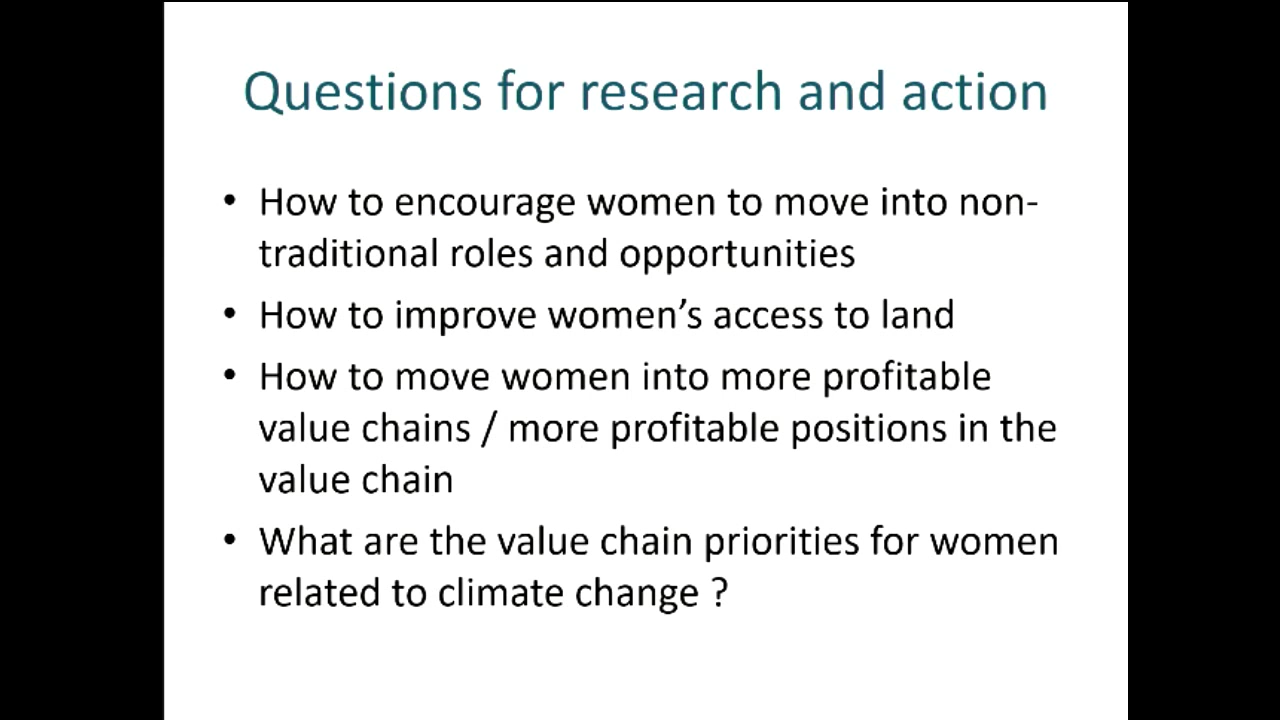 Questions for research and action
• How to encourage women to move into non-
traditional roles and opportunities
• How to improve women’s access to land
• How to move women into more profitable
value chains / more profitable positions in the
value chain
• What are the value chain priorities for women
related to climate change ?